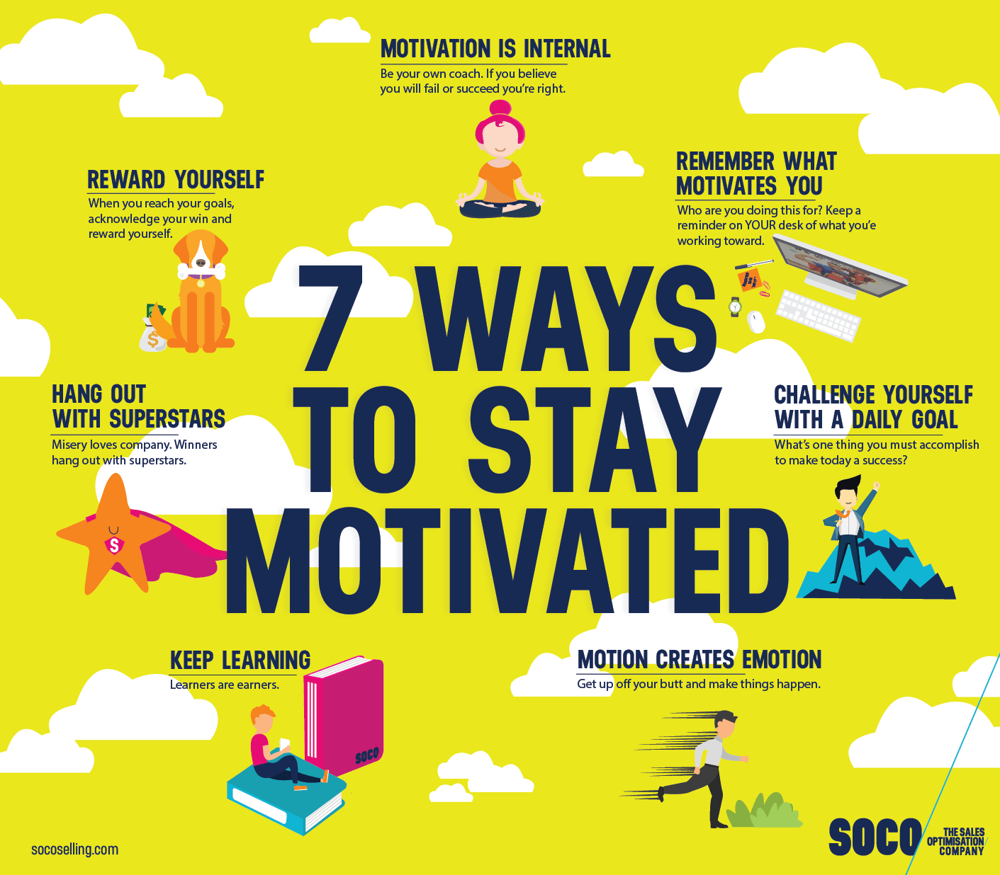 MOTIVATION IS INTERNAL
Be your own coach. If you believe
you will fail or succeed you're right.
REMEMBER WHAT
MOTIVATES YOU
Who are you doing this for? Keep a
reminder on YOUR desk of what you'e
working toward.
REWARD YOURSELF
When you reach your goals,
acknowledge your win and
reward yourself.
$
7 WAYS
TO STAY
MOTIVATED
HANG OUT
WITH SUPERSTARS
Misery loves company. Winners
hang out with superstars.
S
CHALLENGE YOURSELF
WITH A DAILY GOAL
What's one thing you must accomplish
to make today a success?
KEEP LEARNING
Learners are earners.
SOCO
MOTION CREATES EMOTION
Get up off your butt and make things happen.
socoselling.com
SOCO
THE SALES
OPTIMISATION
COMPANY